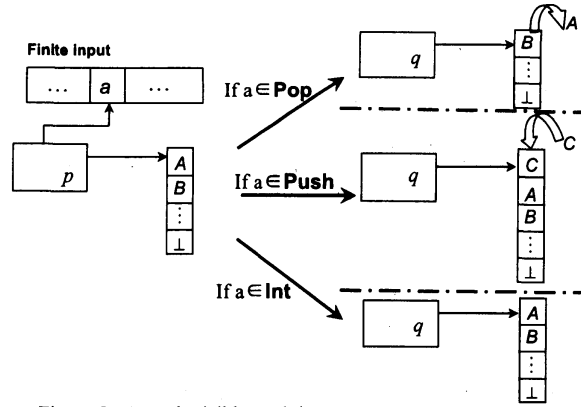 Finite input
... a ...
p
A
B
⋮
⊥
If a∈Pop
q
B
⋮
⊥
A
If a∈Push
q
C
A
B
⋮
⊥
C
If a∈Int
q
A
B
⋮
⊥